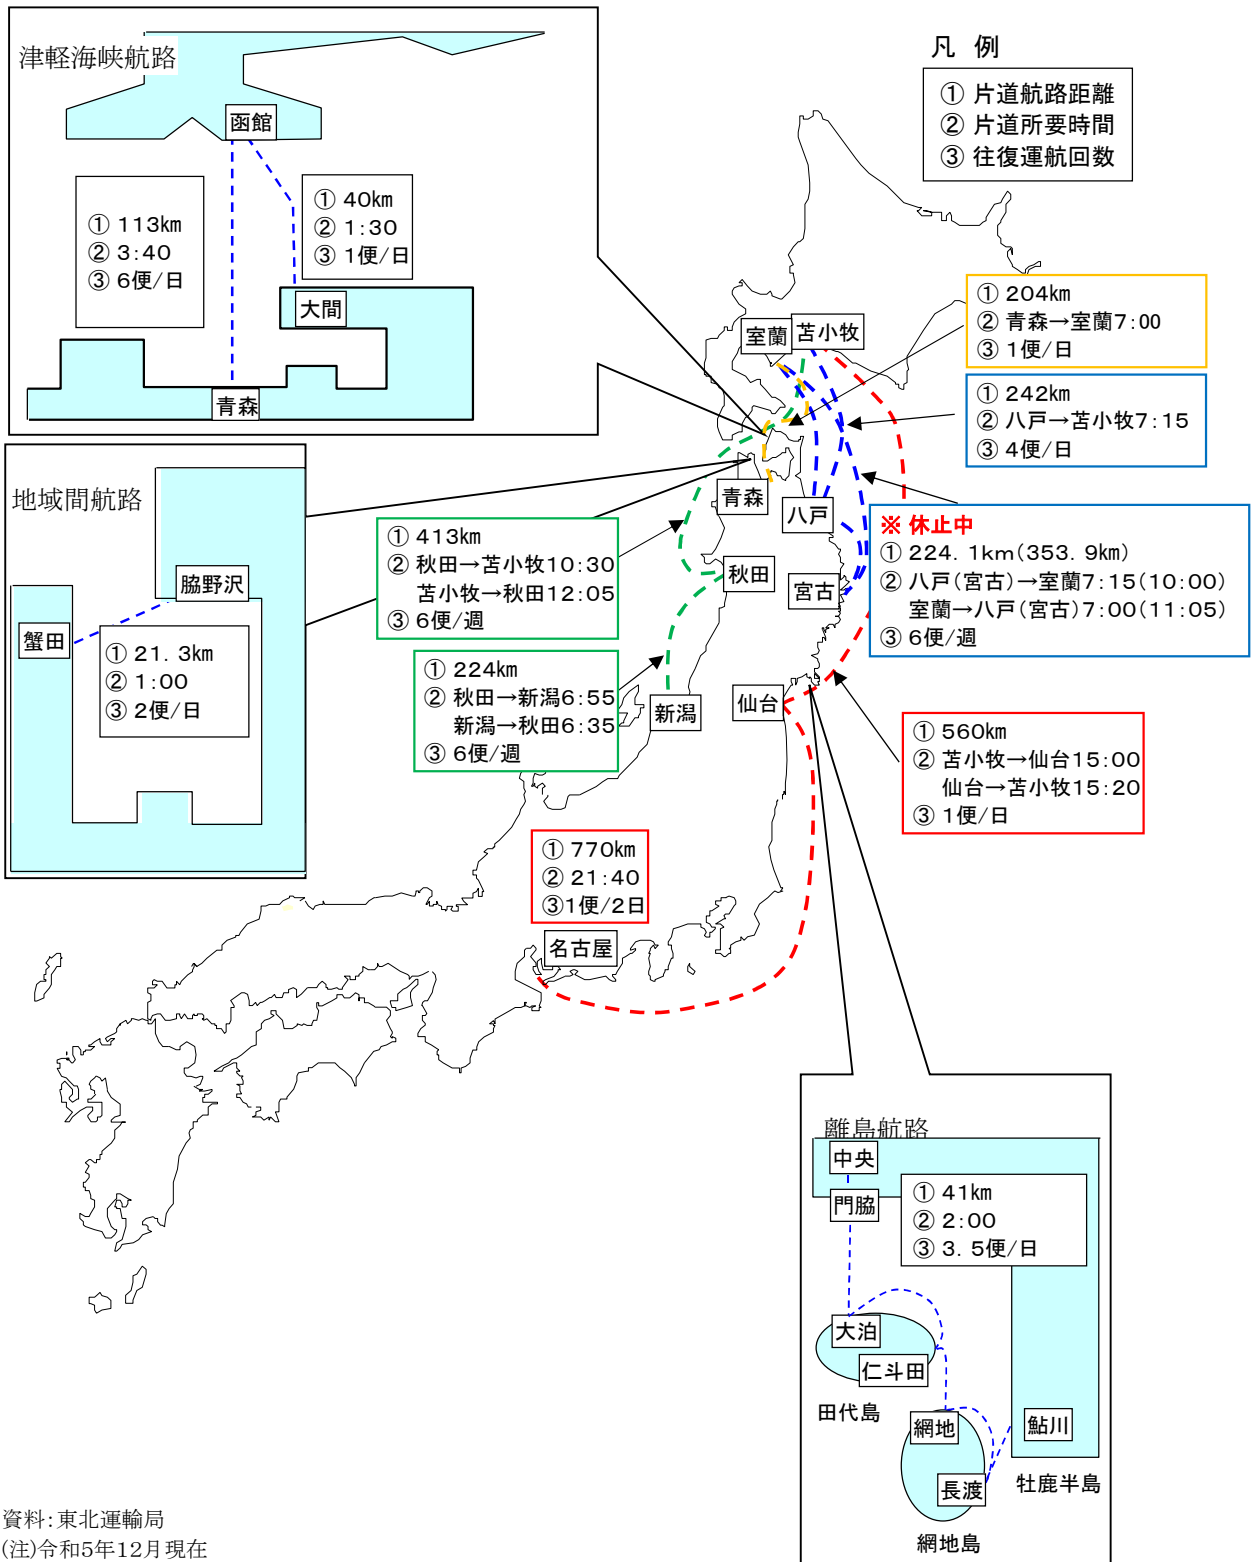 津軽海峡航路
函館
① 113km
② 3:40
③ 6便/日
① 40km
② 1:30
③ 1便/日
大間
青森
凡 例
① 片道航路距離
② 片道所要時間
③ 往復運航回数
室蘭
苫小牧
① 204km
② 青森→室蘭7:00
③ 1便/日
① 242km
② 八戸→苫小牧7:15
③ 4便/日
※ 休止中
① 224.1km(353.9km)
② 八戸(宮古)→室蘭7:15(10:00)
室蘭→八戸(宮古)7:00(11:05)
③ 6便/週
青森
八戸
秋田
宮古
仙台
新潟
地域間航路
脇野沢
蟹田
① 21.3km
② 1:00
③ 2便/日
① 413km
② 秋田→苫小牧10:30
苫小牧→秋田12:05
③ 6便/週
① 224km
② 秋田→新潟6:55
新潟→秋田6:35
③ 6便/週
① 560km
② 苫小牧→仙台15:00
仙台→苫小牧15:20
③ 1便/日
① 770km
② 21:40
③1便/2日
名古屋
離島航路
中央
門脇
① 41km
② 2:00
③ 3.5便/日
大泊
仁斗田
田代島
網地
長渡
網地島
鮎川
牡鹿半島
資料:東北運輸局
(注)令和5年12月現在